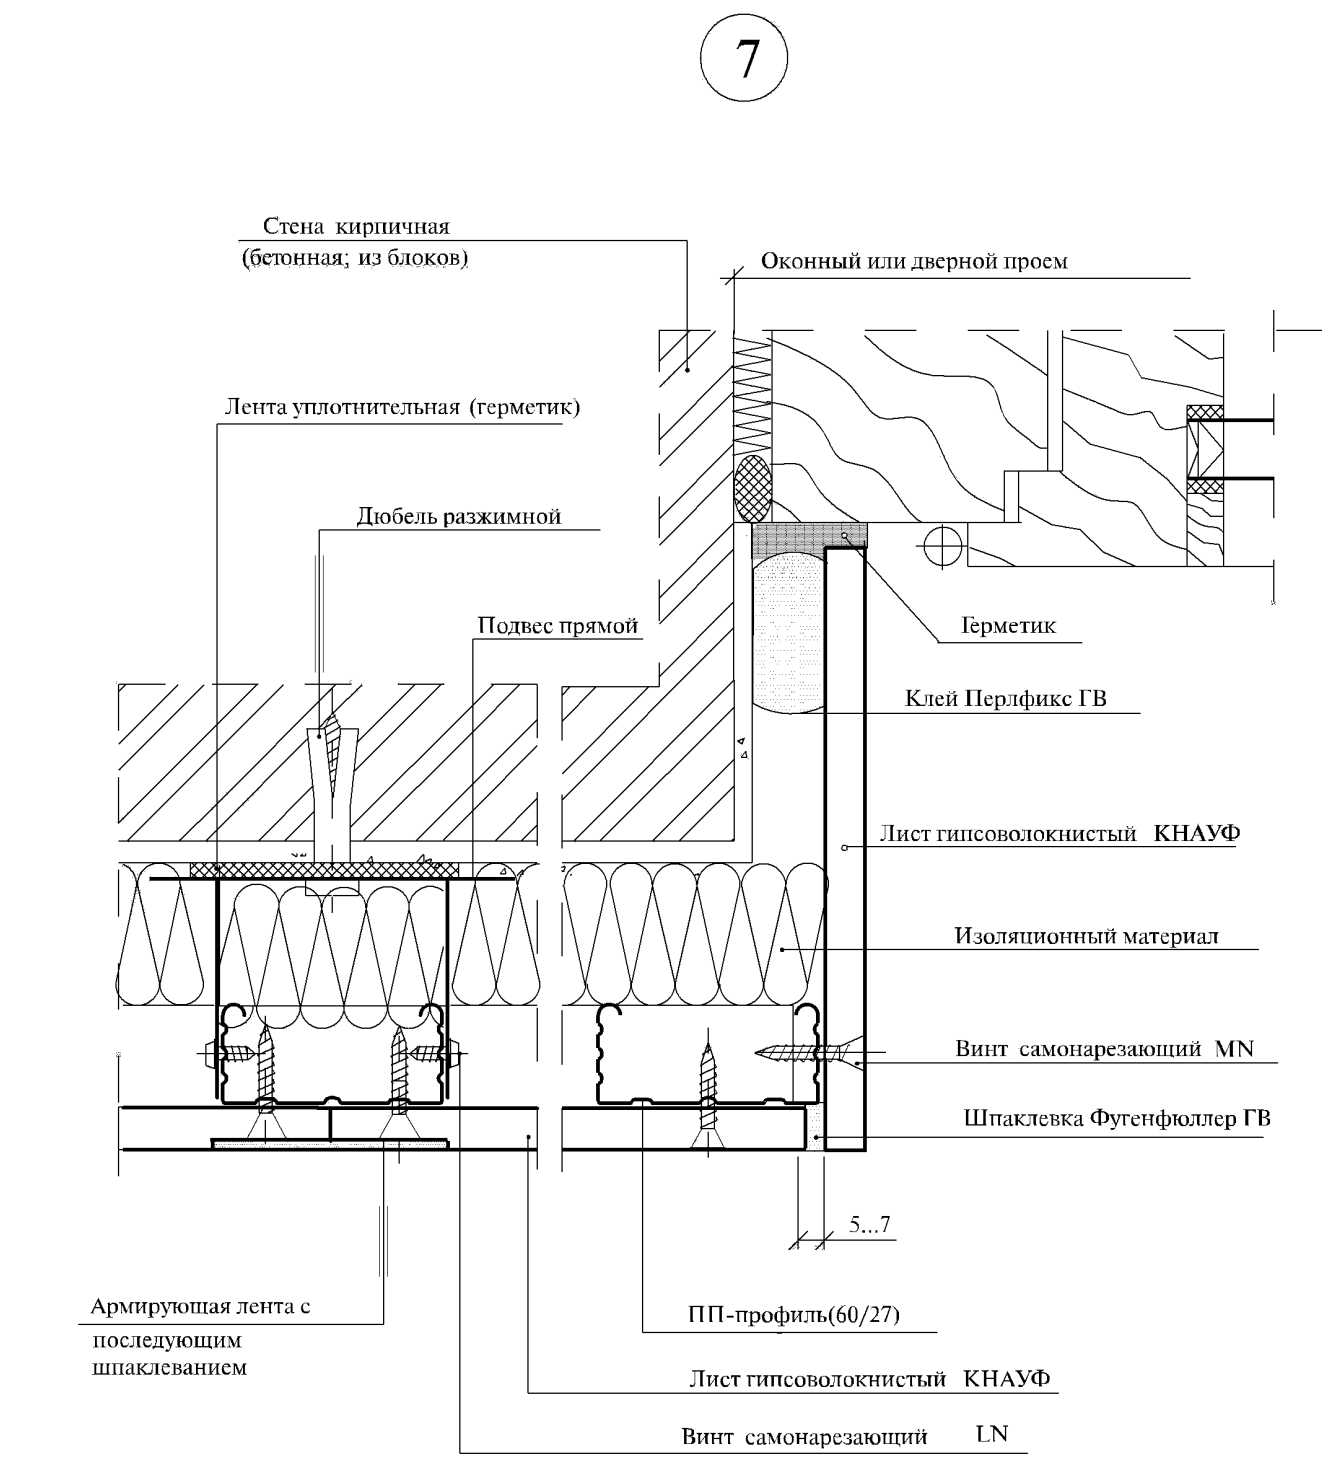 7
Стена кирпичная
(бетонная; из блоков)
Оконный или дверной проем
Лента уплотнительная (герметик)
Дюбель разжимной
Подвес прямой
Герметик
Клей Перлфикс ГВ
Лист гипсоволокнистый КНАУФ
Изоляционный материал
Винт самонарезающий MN
Шпаклевка Фугенфюллер ГВ
5...7
Армирующая лента с
последующим
шпаклеванием
ПП-профиль(60/27)
Лист гипсоволокнистый КНАУФ
Винт самонарезающий LN